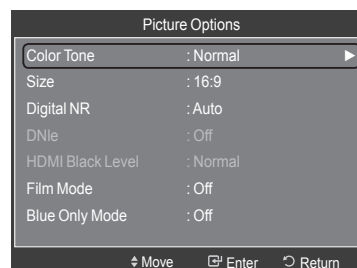 Picture Options
Color Tone : Normal ►
Size : 16:9
Digital NR : Auto
DNIe : Off
HDMI Black Level : Normal
Film Mode : Off
Blue Only Mode : Off
Move Enter Return